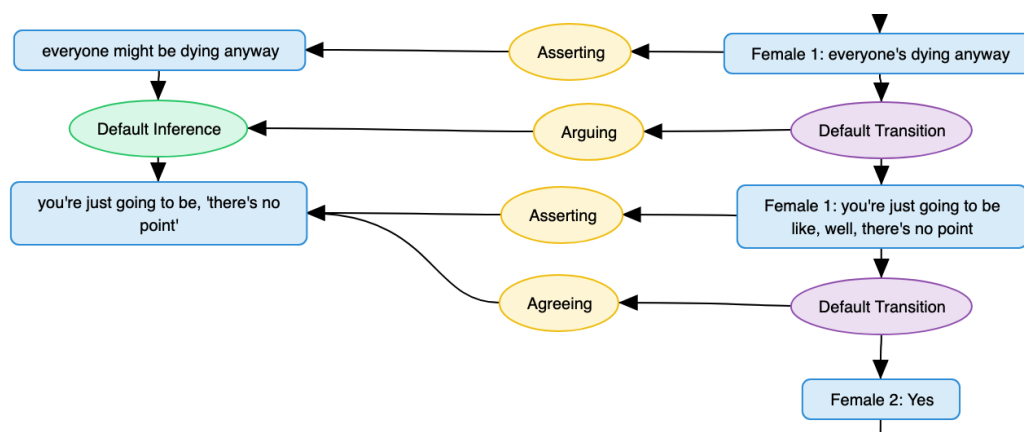 everyone might be dying anyway
Asserting
Female 1: everyone's dying anyway
Default Inference
Arguing
Default Transition
you're just going to be, 'there's no
point'
Asserting
Female 1: you're just going to be
like, well, there's no point
Agreeing
Default Transition
Female 2: Yes